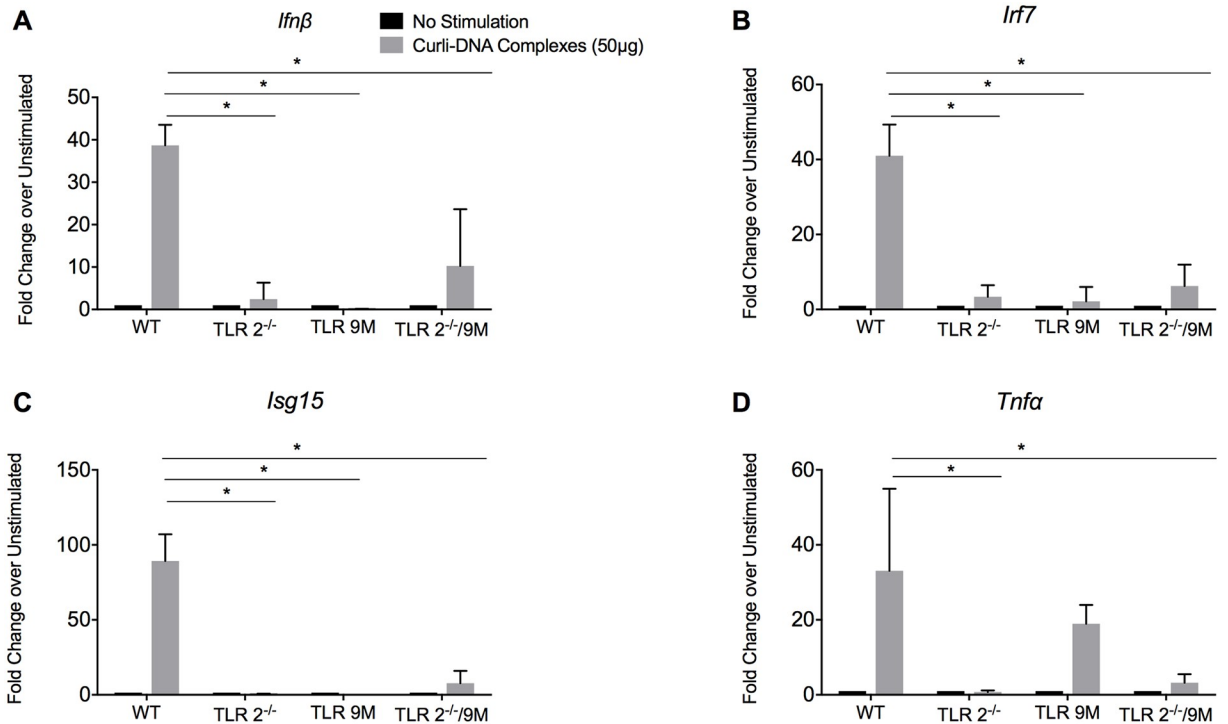 A
Ifnβ
No Stimulation
Curli-DNA Complexes (50µg)
*
*
*
Fold Change over Unstimulated
50
40
30
20
10
0
WT
TLR 2-/-
TLR 9M
TLR 2-/-/9M
B
Irf7
*
*
*
Fold Change over Unstimulated
60
40
20
0
WT
TLR 2-/-
TLR 9M
TLR 2-/-/9M
C
Isg15
*
*
*
Fold Change over Unstimulated
150
100
50
0
WT
TLR 2-/-
TLR 9M
TLR 2-/-/9M
D
Tnfα
*
*
Fold Change over Unstimulated
60
40
20
0
WT
TLR 2-/-
TLR 9M
TLR 2-/-/9M